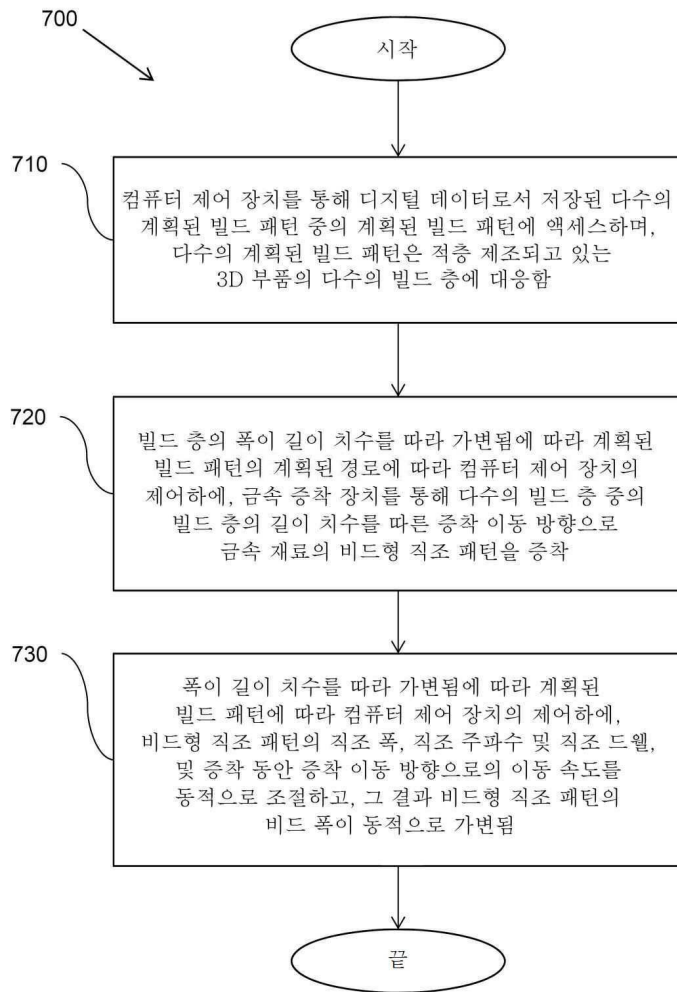 700
시작
710
컴퓨터 제어 장치를 통해 디지털 데이터로서 저장된 다수의
계획된 빌드 패턴 중의 계획된 빌드 패턴에 액세스하며,
다수의 계획된 빌드 패턴은 적층 제조되고 있는
3D 부품의 다수의 빌드 층에 대응함
720
빌드 층의 폭이 길이 치수를 따라 가변됨에 따라 계획된
빌드 패턴의 계획된 경로에 따라 컴퓨터 제어 장치의
제어하에, 금속 증착 장치를 통해 다수의 빌드 층 중의
빌드 층의 길이 치수를 따른 증착 이동 방향으로
금속 재료의 비드형 직조 패턴을 증착
730
폭이 길이 치수를 따라 가변됨에 따라 계획된
빌드 패턴에 따라 컴퓨터 제어 장치의 제어하에,
비드형 직조 패턴의 직조 폭, 직조 주파수 및 직조 드웰,
및 증착 동안 증착 이동 방향으로의 이동 속도를
동적으로 조절하고, 그 결과 비드형 직조 패턴의
비드 폭이 동적으로 가변됨
끝